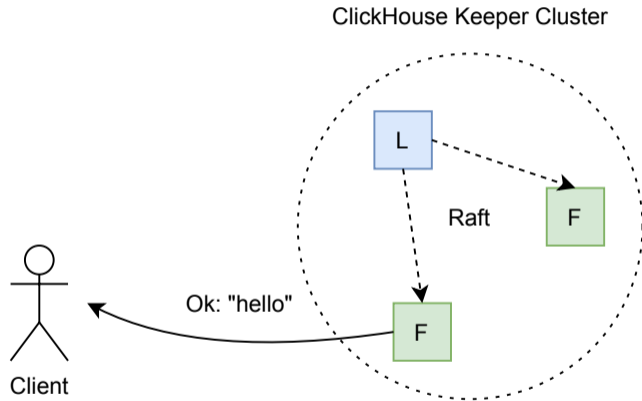 ClickHouse Keeper Cluster
L
Raft
F
Ok: "hello"
F
Client